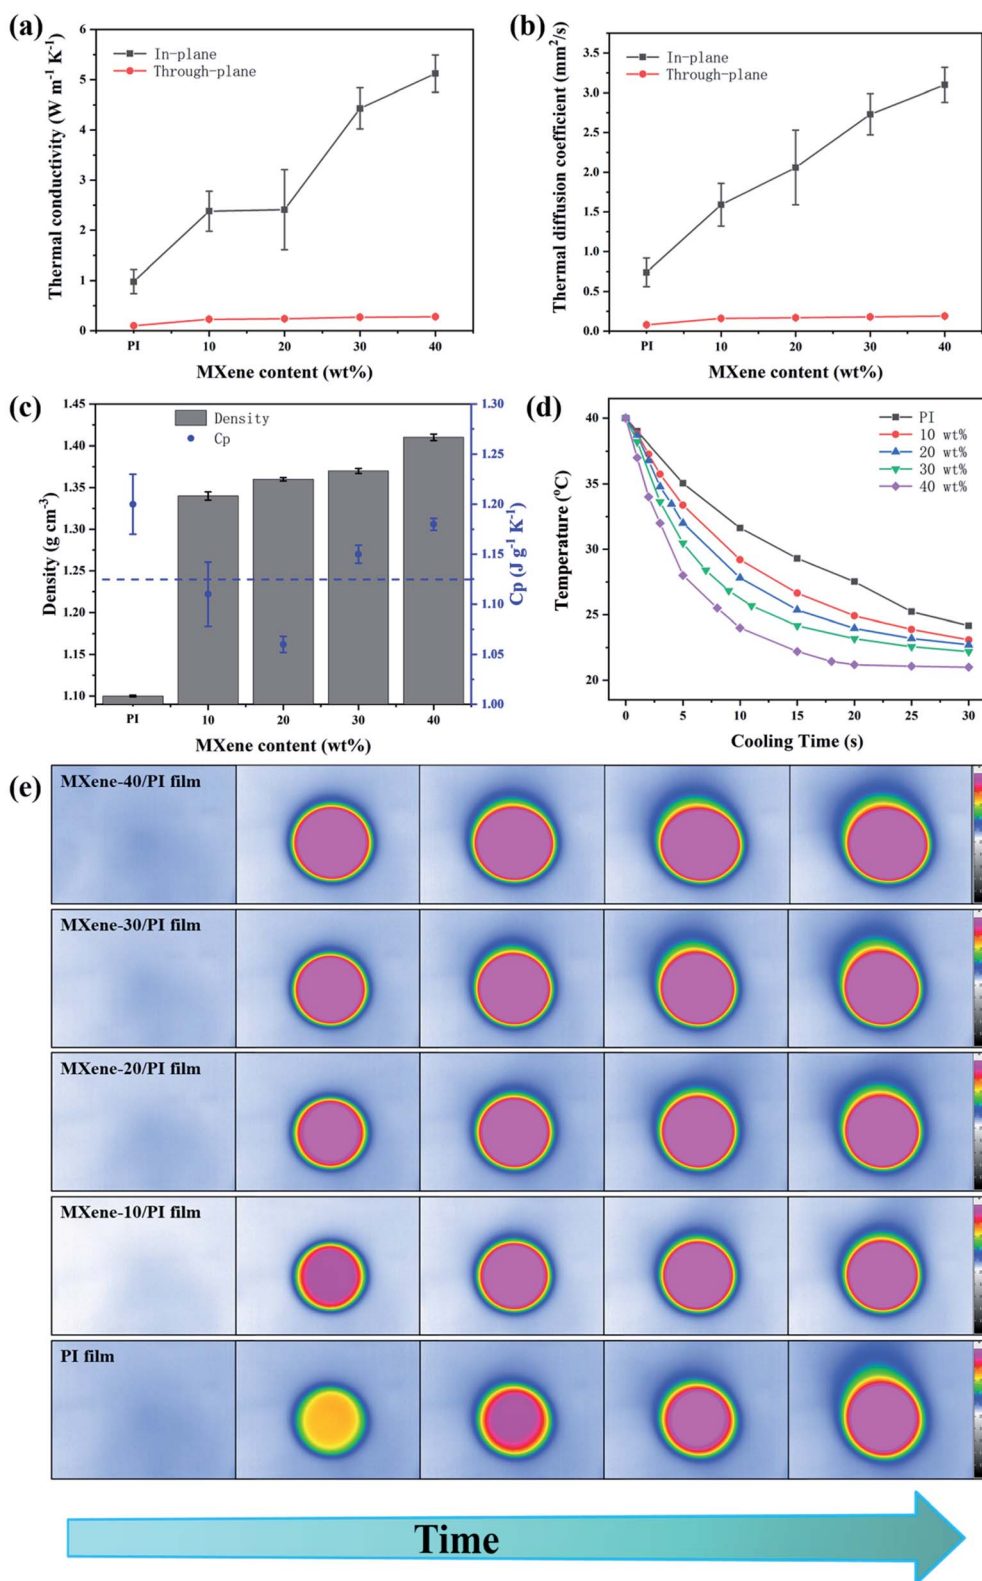 (a)
6
5
4
3
2
1
0
Thermal conductivity (W m⁻¹ K⁻¹)
In-plane
Through-plane
PI 10 20 30 40
MXene content (wt%)
(b)
3.5
3.0
2.5
2.0
1.5
1.0
0.5
0.0
Thermal diffusion coefficient (mm²/s)
In-plane
Through-plane
PI 10 20 30 40
MXene content (wt%)
(c)
1.45
1.40
1.35
1.30
1.25
1.20
1.15
1.10
Density (g cm⁻³)
Density
Cp
1.30
1.25
1.20
1.15
1.10
1.05
1.00
Cp (J g⁻¹ K⁻¹)
PI 10 20 30 40
MXene content (wt%)
(d)
40
35
30
25
20
Temperature (°C)
PI
10 wt%
20 wt%
30 wt%
40 wt%
0 5 10 15 20 25 30
Cooling Time (s)
(e)
MXene-40/PI film
MXene-30/PI film
MXene-20/PI film
MXene-10/PI film
PI film
Time